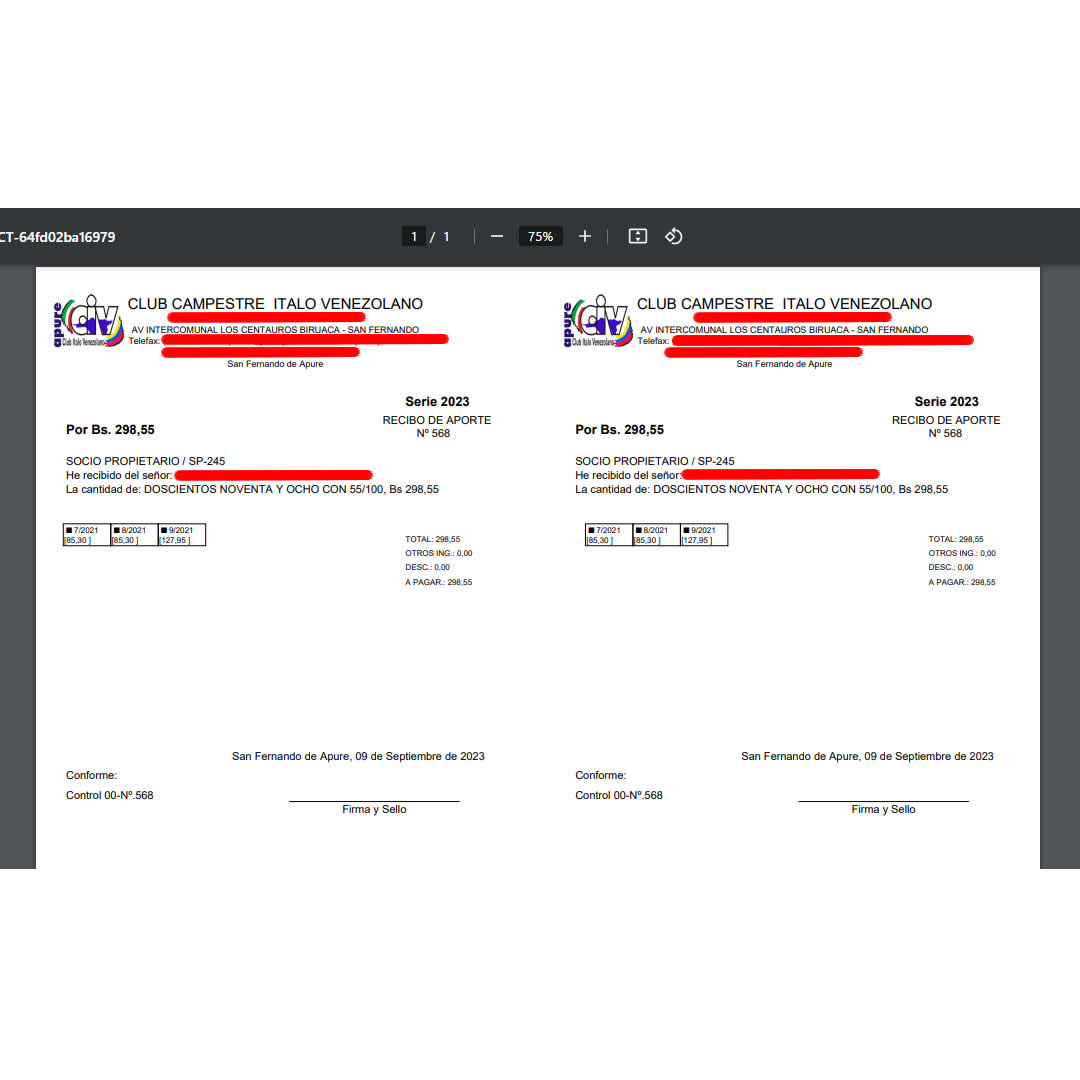 CT-64fd02ba16979
1 / 1
75%
apure
civ
Club Italo Venezolano
CLUB CAMPESTRE ITALO VENEZOLANO
AV INTERCOMUNAL LOS CENTAUROS BIRUACA - SAN FERNANDO
Telefax:
San Fernando de Apure
Serie 2023
RECIBO DE APORTE
Nº 568
Por Bs. 298,55
SOCIO PROPIETARIO / SP-245
He recibido del señor:
La cantidad de: DOSCIENTOS NOVENTA Y OCHO CON 55/100, Bs 298,55
7/2021 8/2021 9/2021
[85,30 ] [85,30 ] [127,95 ]
TOTAL: 298,55
OTROS ING.: 0,00
DESC.: 0,00
A PAGAR.: 298,55
San Fernando de Apure, 09 de Septiembre de 2023
Conforme:
Control 00-Nº.568
Firma y Sello
apure
civ
Club Italo Venezolano
CLUB CAMPESTRE ITALO VENEZOLANO
AV INTERCOMUNAL LOS CENTAUROS BIRUACA - SAN FERNANDO
Telefax:
San Fernando de Apure
Serie 2023
RECIBO DE APORTE
Nº 568
Por Bs. 298,55
SOCIO PROPIETARIO / SP-245
He recibido del señor:
La cantidad de: DOSCIENTOS NOVENTA Y OCHO CON 55/100, Bs 298,55
7/2021 8/2021 9/2021
[85,30 ] [85,30 ] [127,95 ]
TOTAL: 298,55
OTROS ING.: 0,00
DESC.: 0,00
A PAGAR.: 298,55
San Fernando de Apure, 09 de Septiembre de 2023
Conforme:
Control 00-Nº.568
Firma y Sello